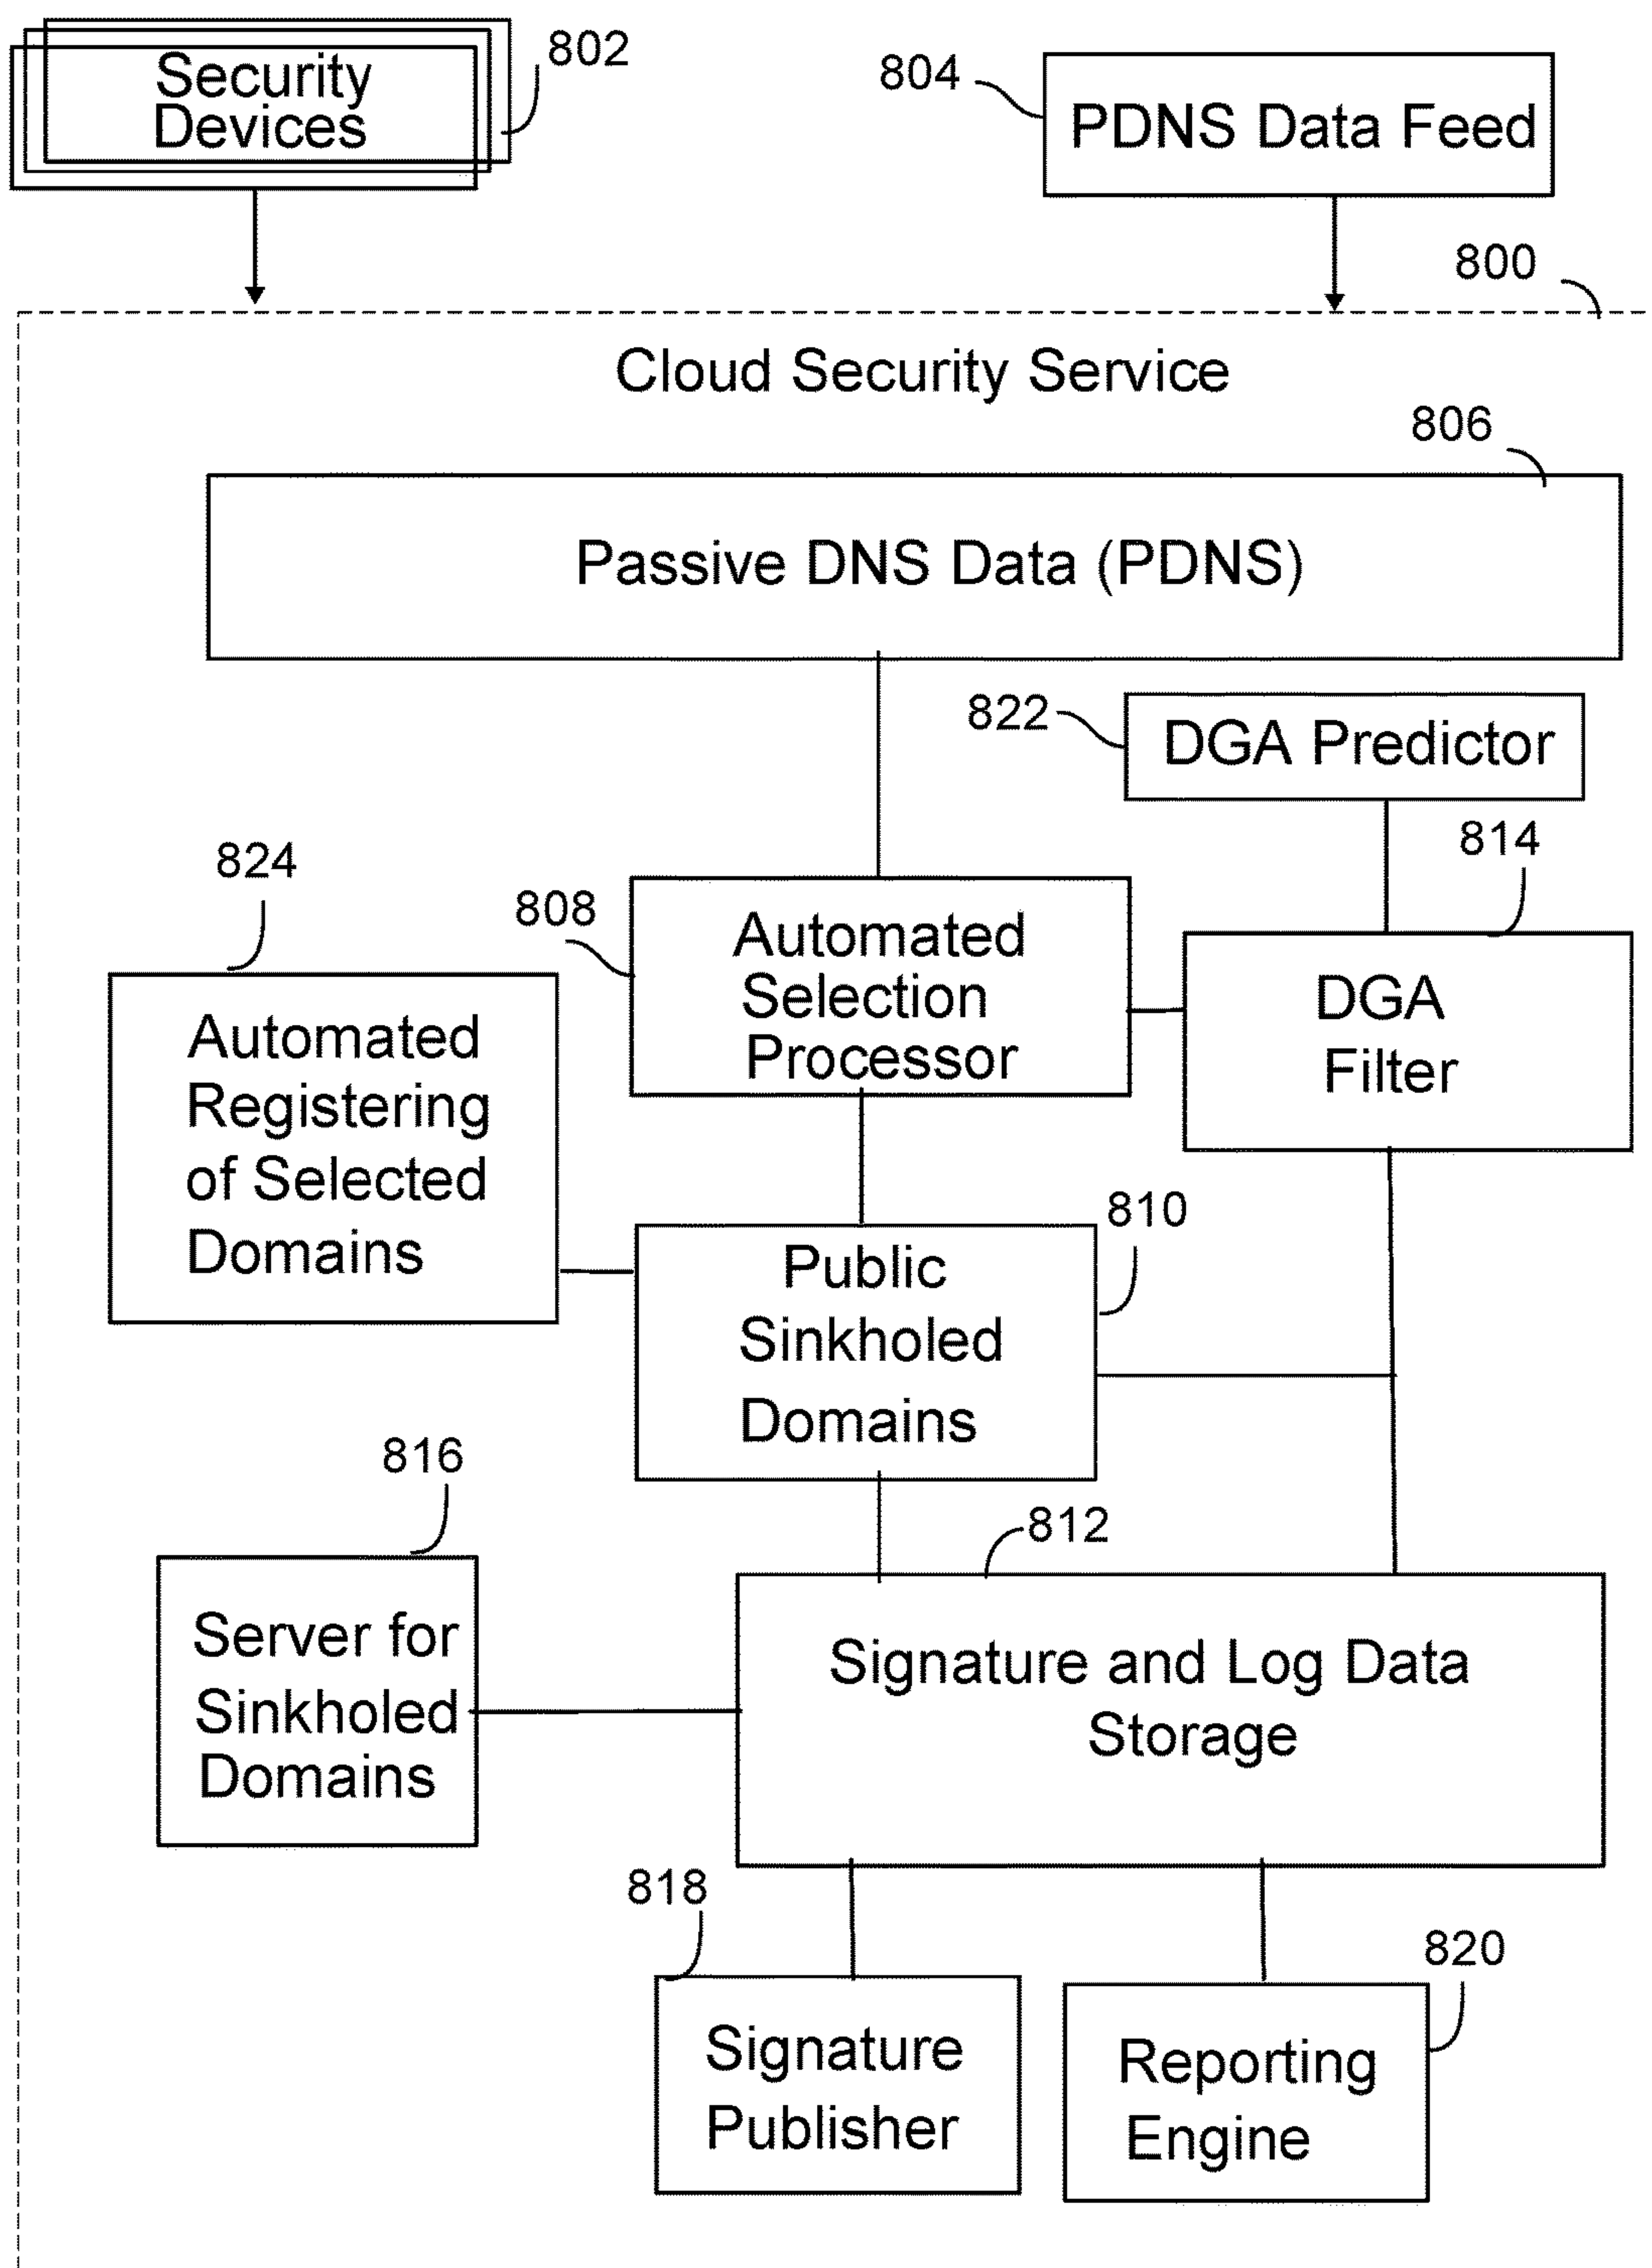 Security
Devices
802
804
PDNS Data Feed
800
Cloud Security Service
806
Passive DNS Data (PDNS)
822
DGA Predictor
814
824
808
Automated
Selection
Processor
DGA
Filter
Automated
Registering
of Selected
Domains
810
Public
Sinkholed
Domains
816
812
Server for
Sinkholed
Domains
Signature and Log Data
Storage
818
820
Signature
Publisher
Reporting
Engine